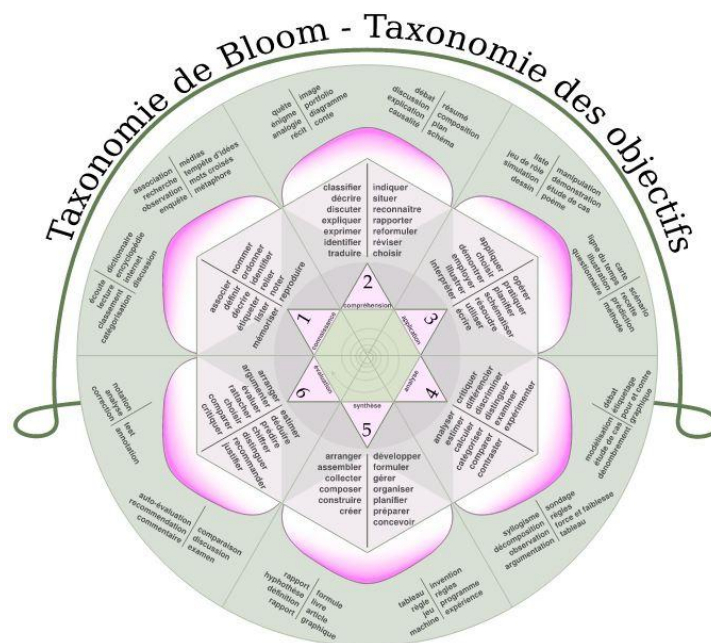 Taxonomie de Bloom - Taxonomie des objectifs
quête image
énigme portfolio
analogie diagramme
récit conte
débat résumé
discussion composition
explication plan
causalité schéma
liste manipulation
jeu de rôle démonstration
simulation étude de cas
dessin poème
carte scénario
ligne du temps recette
illustration prédiction
questionnaire méthode
débat étiquetage
modélisation pour et contre
étude de cas graphique
dénombrement
syllogisme sondage
décomposition règles
observation force et faiblesse
argumentation tableau
tableau invention
règle règles
jeu programme
machine expérience
rapport formule
hyphothèse livre
définition article
rapport graphique
auto-évaluation comparaison
recommendation discussion
commentaire examen
notation test
analyse annotation
correction
écoute dictionnaire
lecture encyclopédie
classement internet
catégorisation discussion
association médias
recherche tempête d'idées
observation mots croisés
enquête métaphore
1
connaissance
associer nommer
définir ordonner
décrire identifier
étiqueter relier
lister noter
mémoriser reproduire
2
compréhension
classifier indiquer
décrire situer
discuter reconnaître
expliquer rapporter
exprimer reformuler
identifier réviser
traduire choisir
3
application
appliquer opérer
choisir pratiquer
démontrer planifier
employer schématiser
illustrer résoudre
interpréter utiliser
écrire
4
analyse
analyser critiquer
estimer différencier
calculer discriminer
catégoriser distinguer
comparer examiner
contraster expérimenter
5
synthèse
arranger développer
assembler formuler
collecter gérer
composer organiser
construire planifier
créer préparer
concevoir
6
évaluation
arranger estimer
argumenter déduire
évaluer prédire
rattacher chiffrer
choisir distinguer
comparer recommander
critiquer justifier